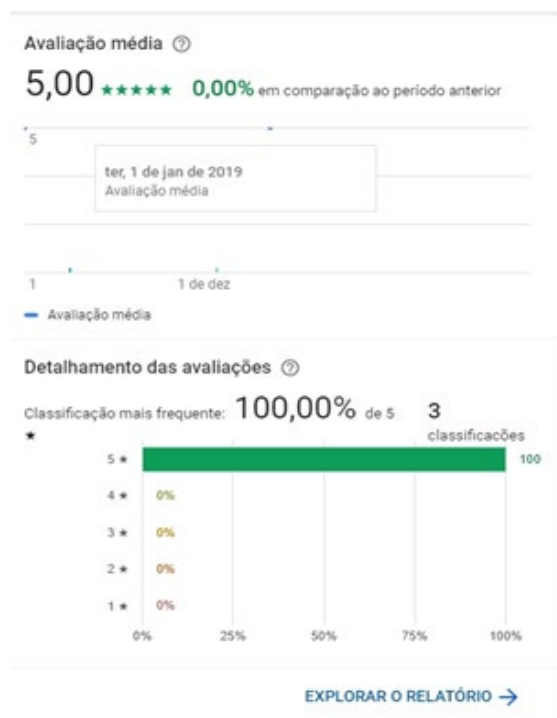 Avaliação média
5,00 ★★★★★ 0,00% em comparação ao período anterior
5
ter, 1 de jan de 2019
Avaliação média
1
1 de dez
Avaliação média
Detalhamento das avaliações
Classificação mais frequente: 100,00% de 5 3
★ classificacões
5 ★ 100
4 ★ 0%
3 ★ 0%
2 ★ 0%
1 ★ 0%
0% 25% 50% 75% 100%
EXPLORAR O RELATÓRIO →